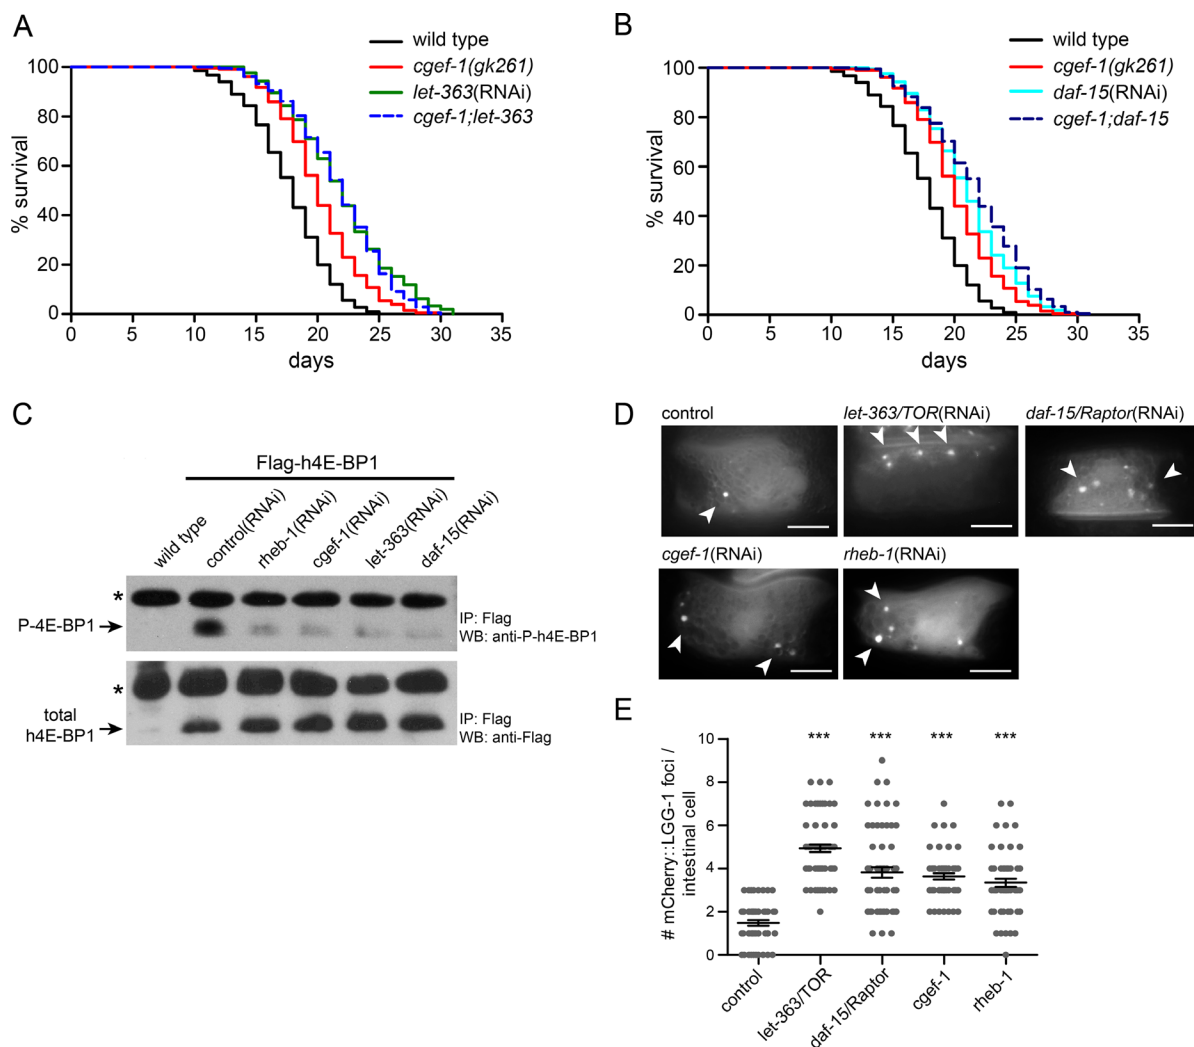 A
wild type
cgef-1(gk261)
let-363(RNAi)
cgef-1;let-363
% survival
100
80
60
40
20
0
0 5 10 15 20 25 30 35
days
B
wild type
cgef-1(gk261)
daf-15(RNAi)
cgef-1;daf-15
% survival
100
80
60
40
20
0
0 5 10 15 20 25 30 35
days
C
Flag-h4E-BP1
wild type
control(RNAi)
rheb-1(RNAi)
cgef-1(RNAi)
let-363(RNAi)
daf-15(RNAi)
*
P-4E-BP1
IP: Flag
WB: anti-P-h4E-BP1
*
total
h4E-BP1
IP: Flag
WB: anti-Flag
D
control
let-363/TOR(RNAi)
daf-15/Raptor(RNAi)
cgef-1(RNAi)
rheb-1(RNAi)
E
# mCherry::LGG-1 foci /
intestinal cell
10
8
6
4
2
0
*** *** *** ***
control
let-363/TOR
daf-15/Raptor
cgef-1
rheb-1